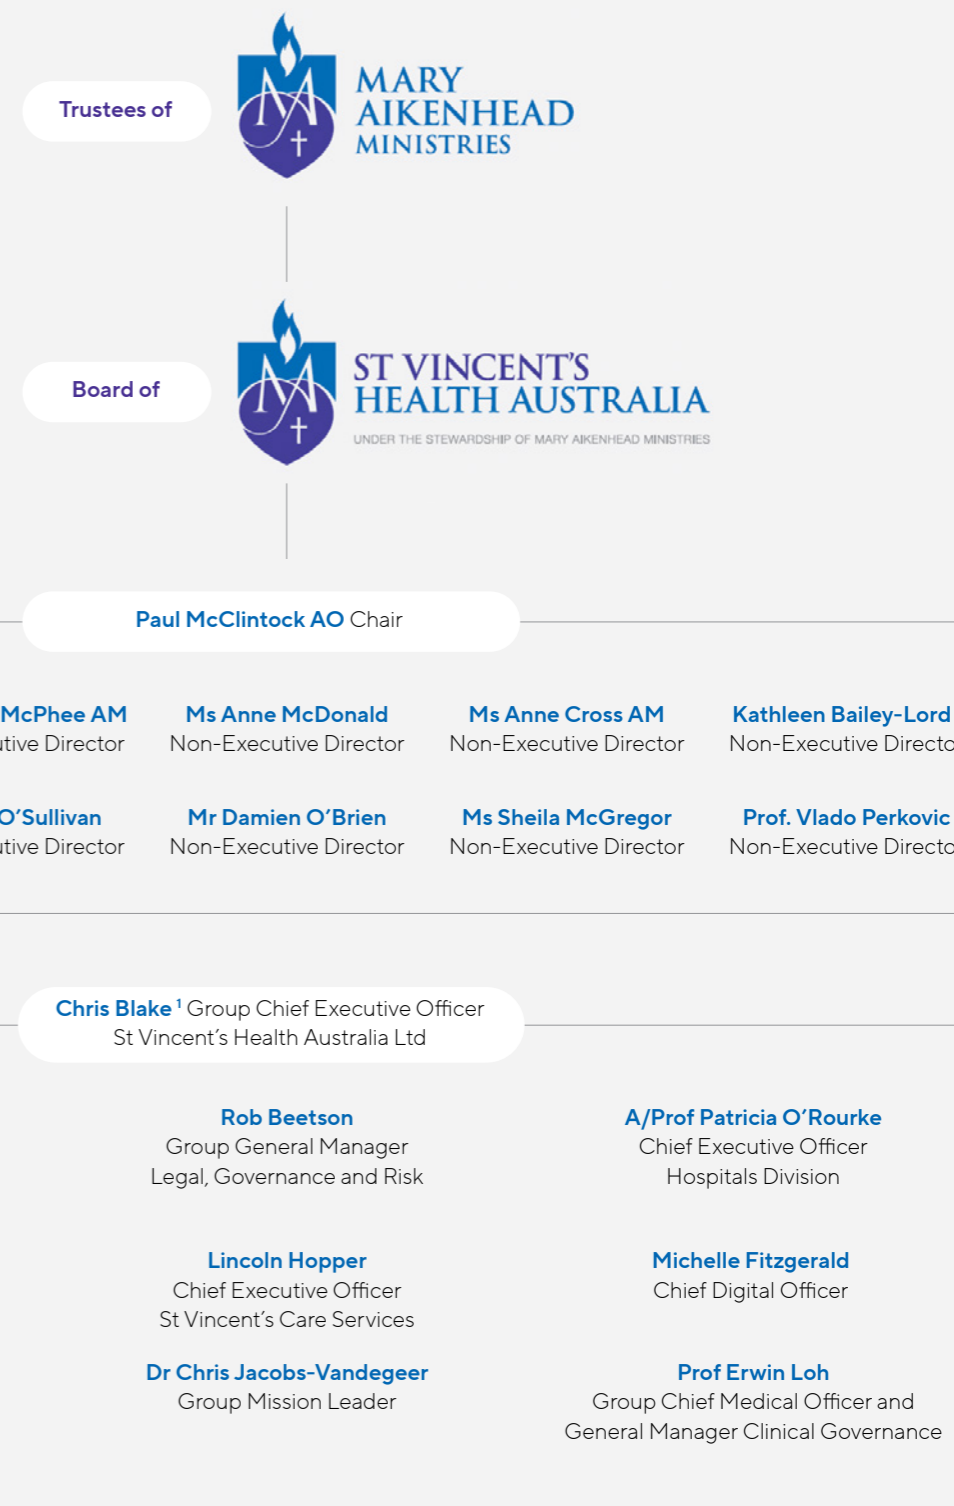 Trustees of
MARY
AIKENHEAD
MINISTRIES
Board of
ST VINCENT'S
HEALTH AUSTRALIA
UNDER THE STEWARDSHIP OF MARY AIKENHEAD MINISTRIES
Paul McClintock AO Chair
McPhee AM Ms Anne McDonald Ms Anne Cross AM Kathleen Bailey-Lord
Director Non-Executive Director Non-Executive Director Non-Executive
O'Sullivan Mr Damien O'Brien Ms Sheila McGregor Prof. Vlado Perkovic
Director Non-Executive Director Non-Executive Director Non-Executive
Chris Blake ¹ Group Chief Executive Officer
St Vincent's Health Australia Ltd
Rob Beetson
Group General Manager
Legal, Governance and Risk
A/Prof Patricia O'Rourke
Chief Executive Officer
Hospitals Division
Lincoln Hopper
Chief Executive Officer
St Vincent's Care Services
Michelle Fitzgerald
Chief Digital Officer
Dr Chris Jacobs-Vandegeer
Group Mission Leader
Prof Erwin Loh
Group Chief Medical Officer and
General Manager Clinical Governance